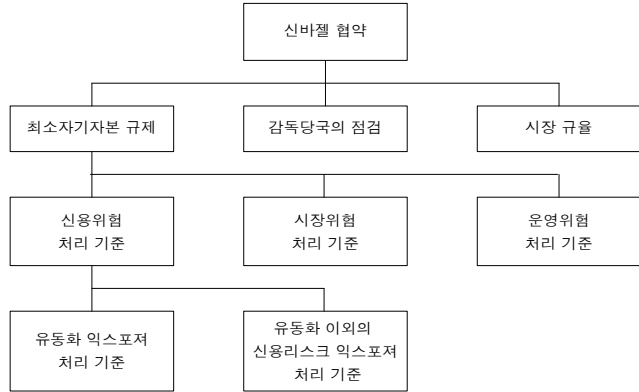 신바젤 협약
최소자기자본 규제
감독당국의 점검
시장 규율
신용위험
처리 기준
시장위험
처리 기준
운영위험
처리 기준
유동화 익스포져
처리 기준
유동화 이외의
신용리스크 익스포져
처리 기준